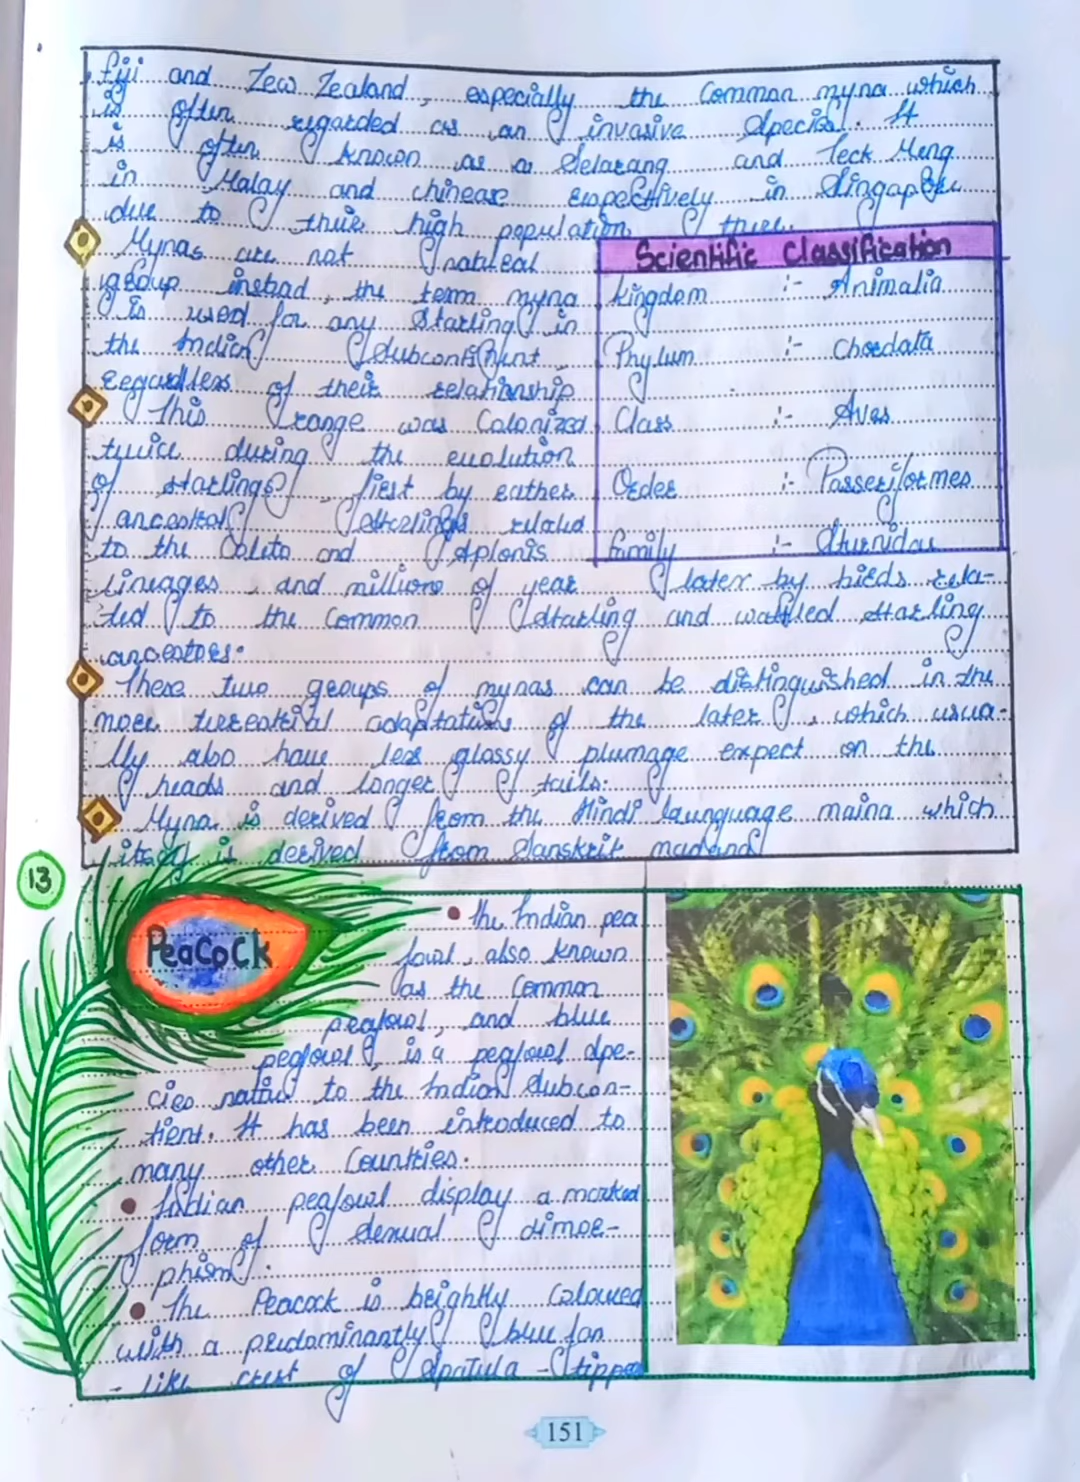 fiji and Zew Zealand, especially the Common myna which
is often regarded as an invasive Species. It
is often known as a Selarang and Teck Meng
in Malay and chinease respectively in Singapore
due to their high population there.
Mynas are not natural
group instead, the term myna
is used for any Starling in
the Indian Subcontinent
regardless of their relationship
This range was Colonized
twice during the evolution
of starlings, first by rather
ancestral starlings related
to the Coleto and Aplonis
lineages, and millions of year later by birds rela-
ted to the Common Starling and wattled starling
ancestors.
These two groups of mynas can be distinguished in the
more terrestrial adaptations of the later, which usua-
lly also have less glossy plumage expect on the
heads and longer tails.
Myna is derived from the Hindi launguage maina which
itself is derived from Sanskrit madand
Scientific Classification
Kingdom :- Animalia
Phylum :- Chordata
Class :- Aves
Order :- Passeriformes
Family :- Sturnidae
13
PeaCoCk
the Indian pea
fowl, also known
as the Common
peafowl, and blue
peafowl, is a peafowl spe-
cies native to the Indian Subcon-
tient. It has been introduced to
many other Countries.
Indian peafowl display a marked
form of sexual dimor-
phism.
The Peacock is brightly Coloured
with a predominantly blue fan
- like crest of spatula - tipped
151